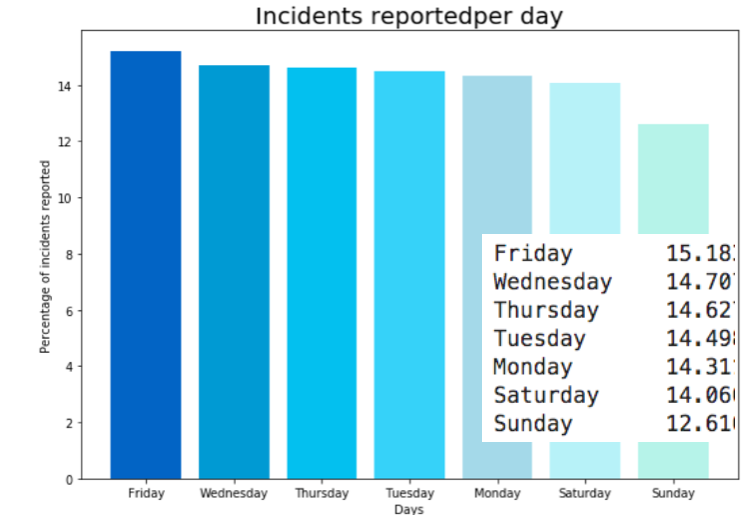 Incidents reportedper day
Percentage of incidents reported
14
12
10
8
6
4
2
0
Friday 15.18
Wednesday 14.70
Thursday 14.62
Tuesday 14.49
Monday 14.31
Saturday 14.06
Sunday 12.61
Friday Wednesday Thursday Tuesday Monday Saturday Sunday
Days